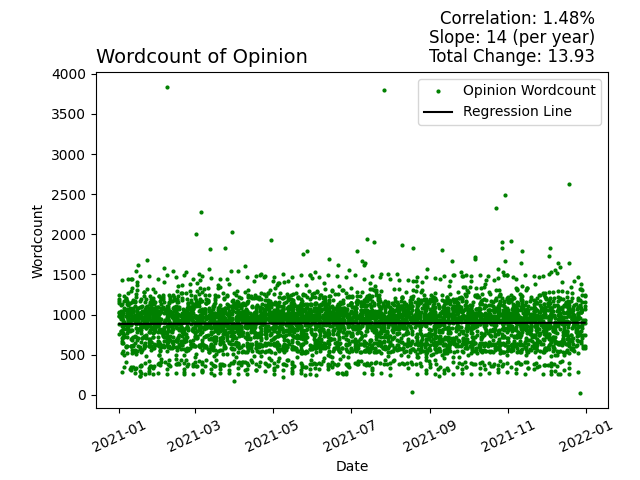 Correlation: 1.48%
Slope: 14 (per year)
Total Change: 13.93
Wordcount of Opinion
Opinion Wordcount
Regression Line
4000
3500
3000
2500
2000
1500
1000
500
0
Wordcount
2021-01
2021-03
2021-05
2021-07
2021-09
2021-11
2022-01
Date